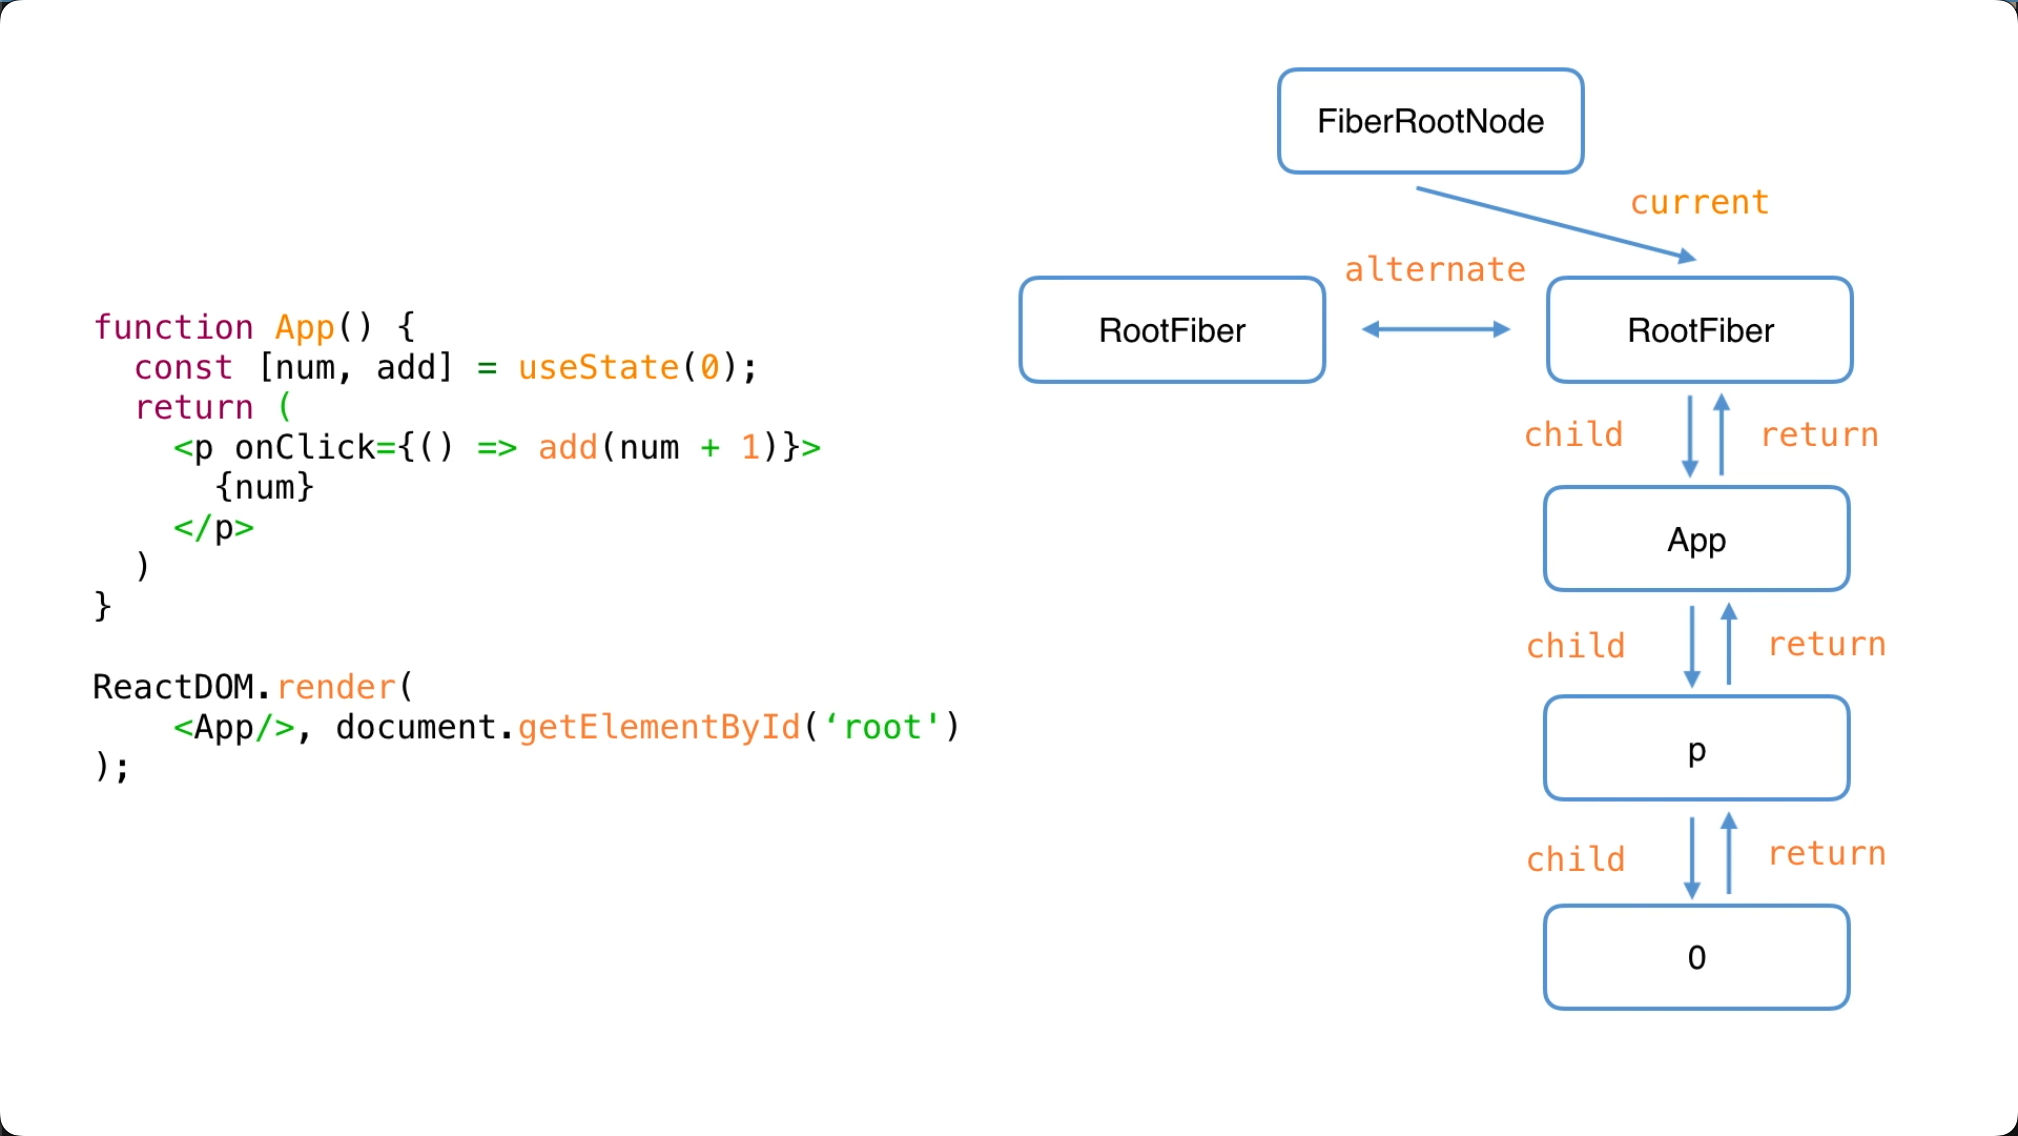 function App() {
  const [num, add] = useState(0);
  return (
    <p onClick={() => add(num + 1)}>
      {num}
    </p>
  )
}
ReactDOM.render(
    <App/>, document.getElementById(‘root')
);
FiberRootNode
current
alternate
RootFiber
RootFiber
child
return
App
child
return
p
child
return
0